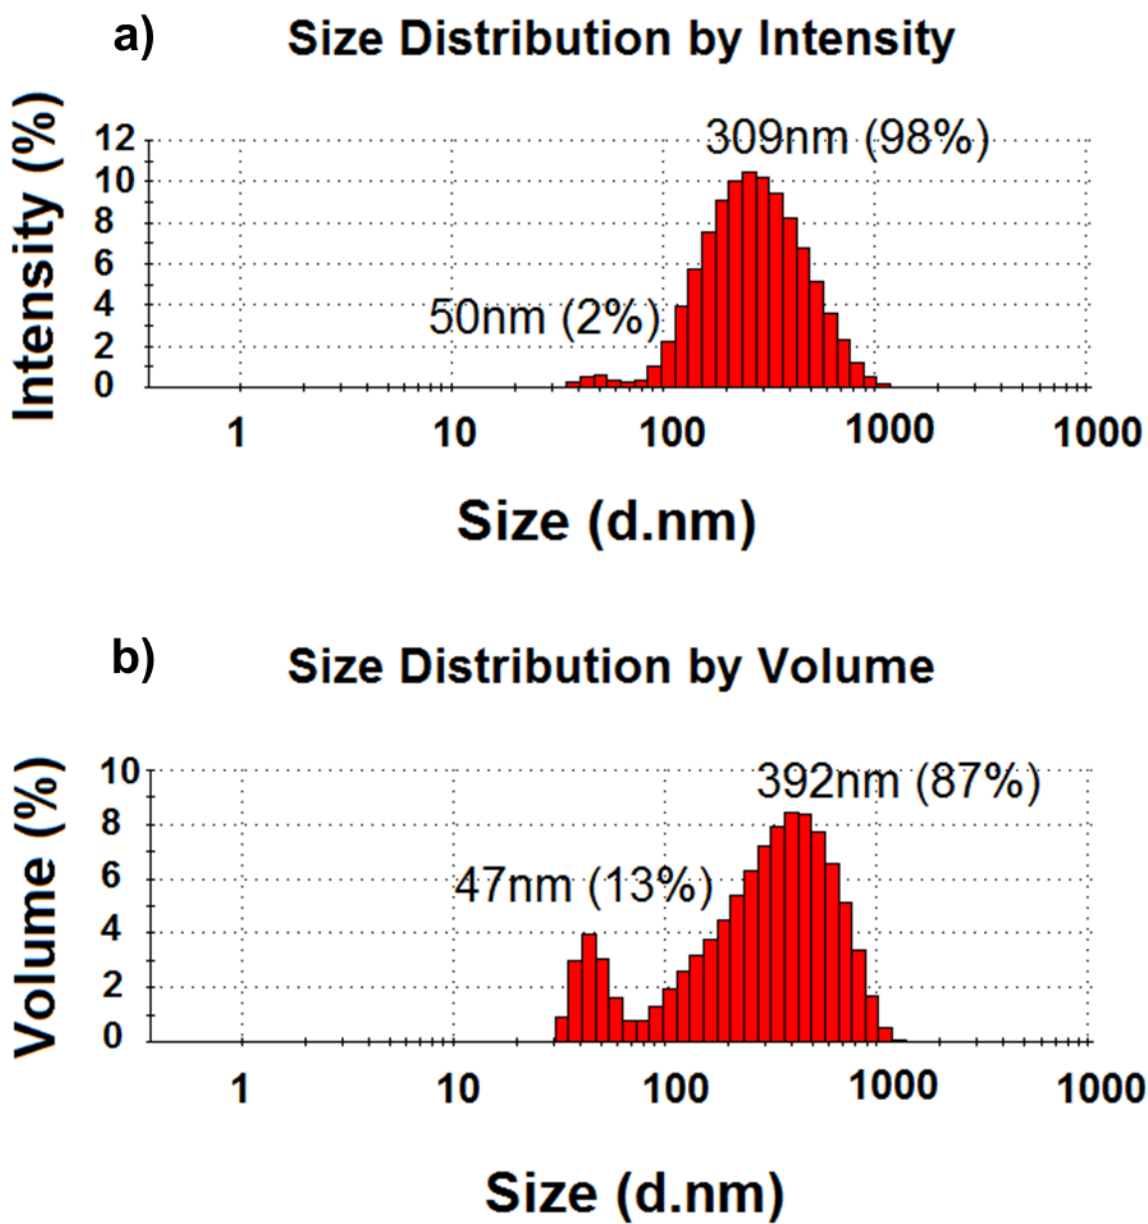 a)
Size Distribution by Intensity
Intensity (%)
12
10
8
6
4
2
0
309nm (98%)
50nm (2%)
1 10 100 1000 1000
Size (d.nm)
b)
Size Distribution by Volume
Volume (%)
10
8
6
4
2
0
392nm (87%)
47nm (13%)
1 10 100 1000 1000
Size (d.nm)